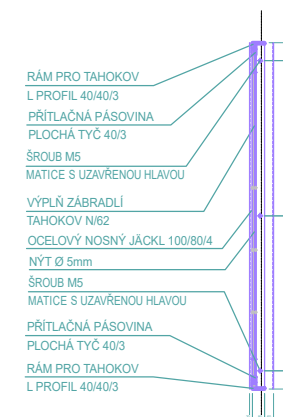 RÁM PRO TAHOKOV
L PROFIL 40/40/3
PŘÍTLAČNÁ PÁSOVINA
PLOCHÁ TYČ 40/3
ŠROUB M5
MATICE S UZAVŘENOU HLAVOU
VÝPLŇ ZÁBRADLÍ
TAHOKOV N/62
OCELOVÝ NOSNÝ JÄCKL 100/80/4
NÝT Ø 5mm
ŠROUB M5
MATICE S UZAVŘENOU HLAVOU
PŘÍTLAČNÁ PÁSOVINA
PLOCHÁ TYČ 40/3
RÁM PRO TAHOKOV
L PROFIL 40/40/3